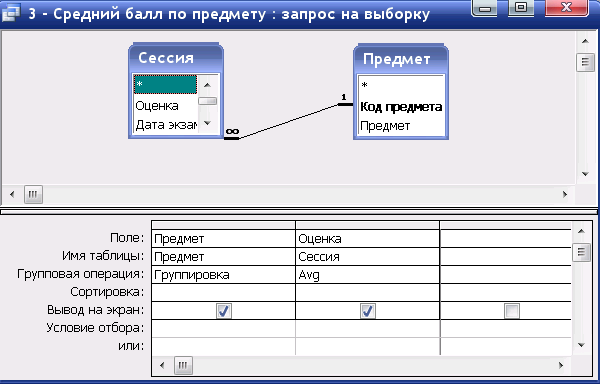 3 - Средний балл по предмету : запрос на выборку
Сессия
*
Оценка
Дата экзам
∞
1
Предмет
*
Код предмета
Предмет
Поле: Предмет Оценка
Имя таблицы: Предмет Сессия
Групповая операция: Группировка Avg
Сортировка:
Вывод на экран:
Условие отбора:
или: